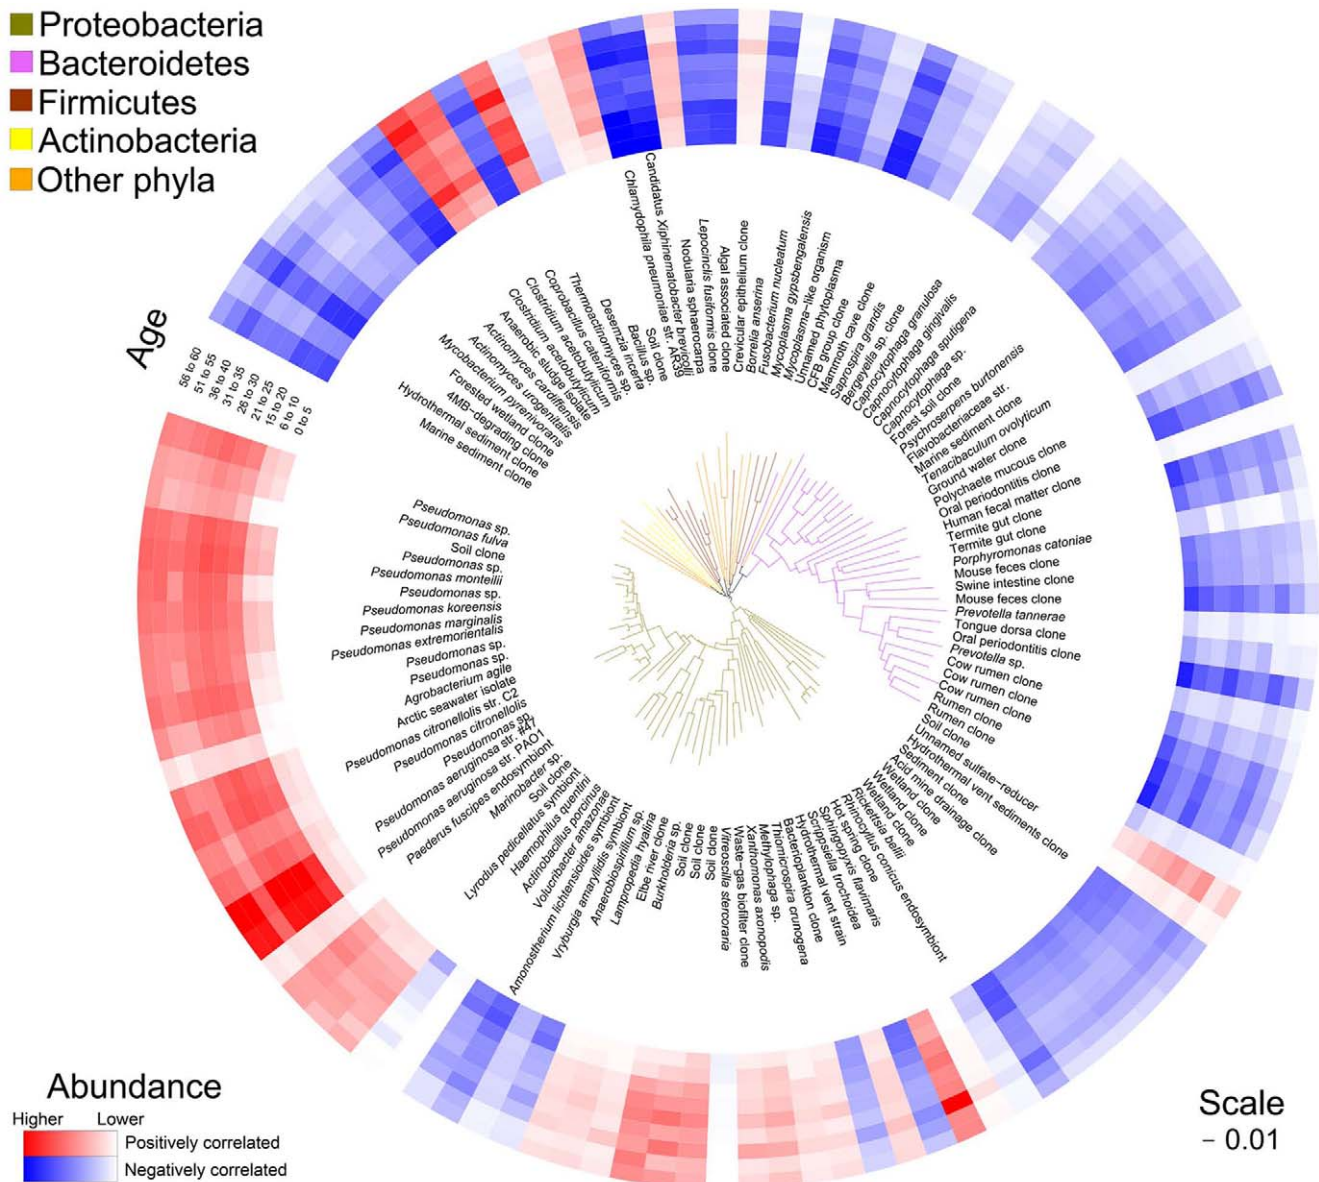 Proteobacteria
Bacteroidetes
Firmicutes
Actinobacteria
Other phyla
Age
56 to 60
51 to 55
36 to 40
31 to 35
26 to 30
21 to 25
15 to 20
6 to 10
0 to 5
Marine sediment clone
Hydrothermal sediment clone
4MB-degrading clone
Forested wetland clone
Mycobacterium pyrenivorans
Actinomyces urogenitalis
Actinomyces cardiffensis
Anaerobic sludge isolate
Clostridium acetobutylicum
Clostridium acetobutylicum
Coprobacillus cateniformis
Thermoactinomyces sp.
Desemzia incerta
Bacillus sp.
Soil clone
Chlamydophila pneumoniae str. AR39
Candidatus Xiphinematobacter brevicolli
Nodularia sphaerocarpa
Lepocinclis fusiformis clone
Algal associated clone
Crevicular epithelium clone
Borrelia anserina
Fusobacterium nucleatum
Mycoplasma gypsbengalensis
Mycoplasma-like organism
Unnamed phytoplasma
CFB group clone
Mammoth cave clone
Saprospira grandis
Bergeyella sp. clone
Capnocytophaga granulosa
Capnocytophaga gingivalis
Capnocytophaga sputigena
Capnocytophaga sp.
Forest soil clone
Psychroserpens burtonensis
Flavobacteriaceae str.
Marine sediment clone
Tenacibaculum ovolyticum
Ground water clone
Polychaete mucous clone
Oral periodontitis clone
Human fecal matter clone
Termite gut clone
Termite gut clone
Porphyromonas catoniae
Mouse feces clone
Swine intestine clone
Mouse feces clone
Prevotella tannerae
Tongue dorsa clone
Oral periodontitis clone
Prevotella sp.
Cow rumen clone
Cow rumen clone
Cow rumen clone
Rumen clone
Rumen clone
Soil clone
Unnamed sulfate-reducer
Hydrothermal vent sediments clone
Sediment clone
Acid mine drainage clone
Wetland clone
Wetland clone
Wetland clone
Rickettsia bellii
Rhinocyllus conicus endosymbiont
Hot spring clone
Sphingopyxis flavimaris
Scrippsiella trochoidea
Hydrothermal vent strain
Bacterioplankton clone
Thiomicrospira crunogena
Methylophaga sp.
Xanthomonas axonopodis
Waste-gas biofilter clone
Vitreoscilla stercoraria
Soil clone
Soil clone
Soil clone
Burkholderia sp.
Elbe river clone
Lampropedia hyalina
Anaerobiospirillum sp.
Vryburgia amaryllidis symbiont
Amonostherium lichtensioides symbiont
Volucribacter amazonae
Actinobacillus porcinus
Haemophilus quentini
Lyrodus pedicellatus symbiont
Soil clone
Marinobacter sp.
Paederus fuscipes endosymbiont
Pseudomonas aeruginosa str. PAO1
Pseudomonas aeruginosa str. #47
Pseudomonas sp.
Pseudomonas citronellolis
Pseudomonas citronellolis str. C2
Arctic seawater isolate
Agrobacterium agile
Pseudomonas sp.
Pseudomonas sp.
Pseudomonas extremorientalis
Pseudomonas marginalis
Pseudomonas koreensis
Pseudomonas sp.
Pseudomonas monteilii
Pseudomonas sp.
Soil clone
Pseudomonas fulva
Pseudomonas sp.
Abundance
Higher Lower
Positively correlated
Negatively correlated
Scale
– 0.01